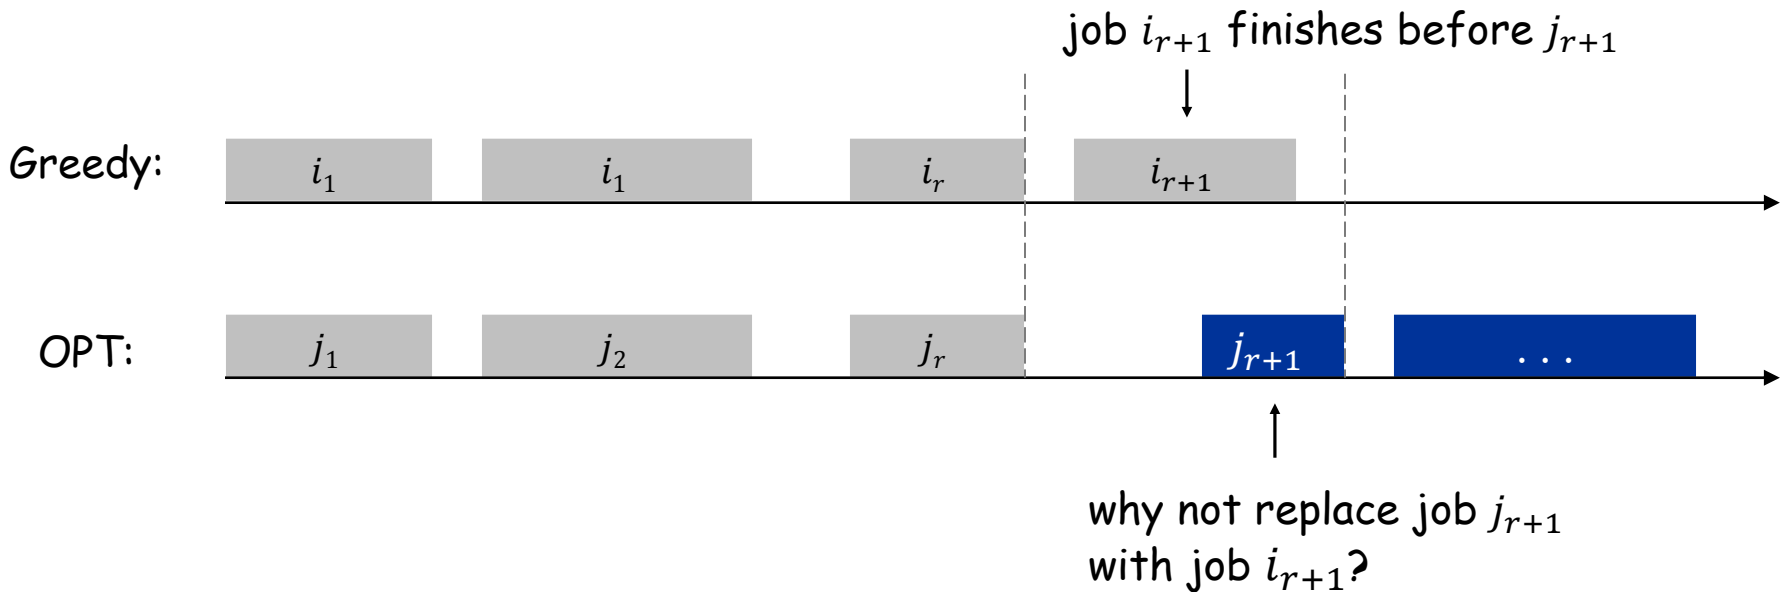 job i_{r+1} finishes before j_{r+1}
Greedy: i_1 i_1 i_r i_{r+1}
OPT: j_1 j_2 j_r j_{r+1} . . .
why not replace job j_{r+1}
with job i_{r+1}?